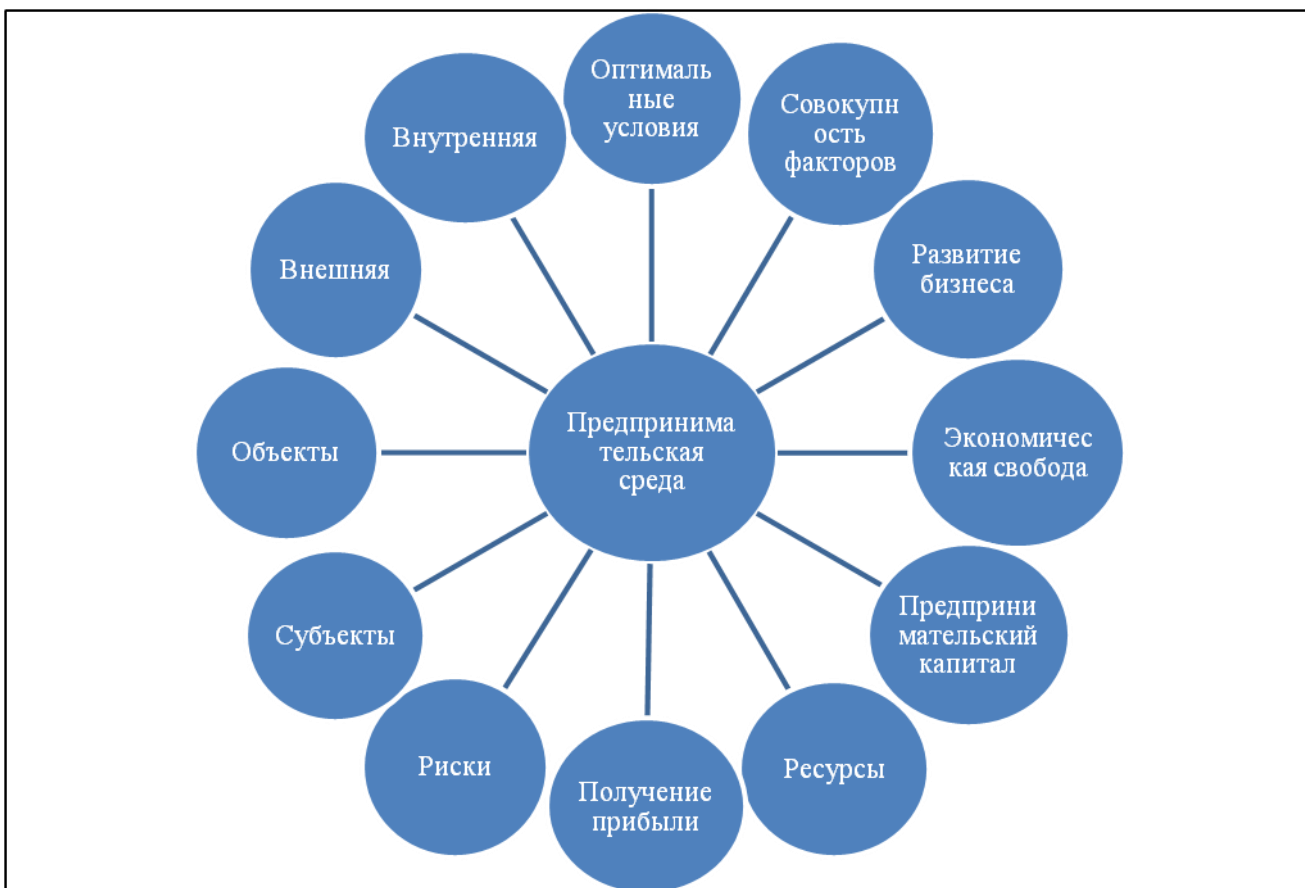 Оптималь
ные
условия
Совокупн
ость
факторов
Развитие
бизнеса
Экономичес
кая свобода
Предприни
мательский
капитал
Ресурсы
Получение
прибыли
Риски
Субъекты
Объекты
Внешняя
Внутренняя
Предпринима
тельская
среда